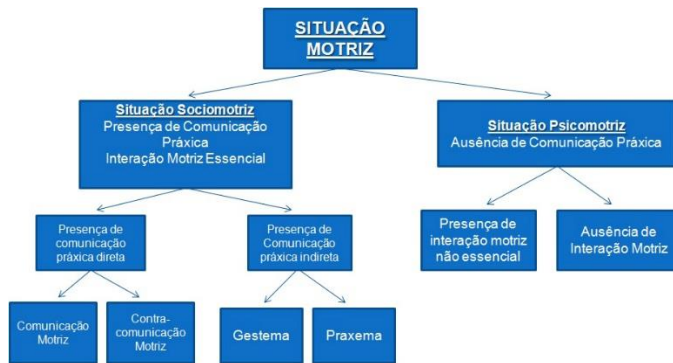 SITUAÇÃO
MOTRIZ
Situação Sociomotriz
Presença de Comunicação
Práxica
Interação Motriz Essencial
Situação Psicomotriz
Ausência de Comunicação Práxica
Presença de
comunicação
práxica direta
Presença de
Comunicação
práxica indireta
Presença de
interação motriz
não essencial
Ausência de
Interação Motriz
Comunicação
Motriz
Contra-
comunicação
Motriz
Gestema
Praxema